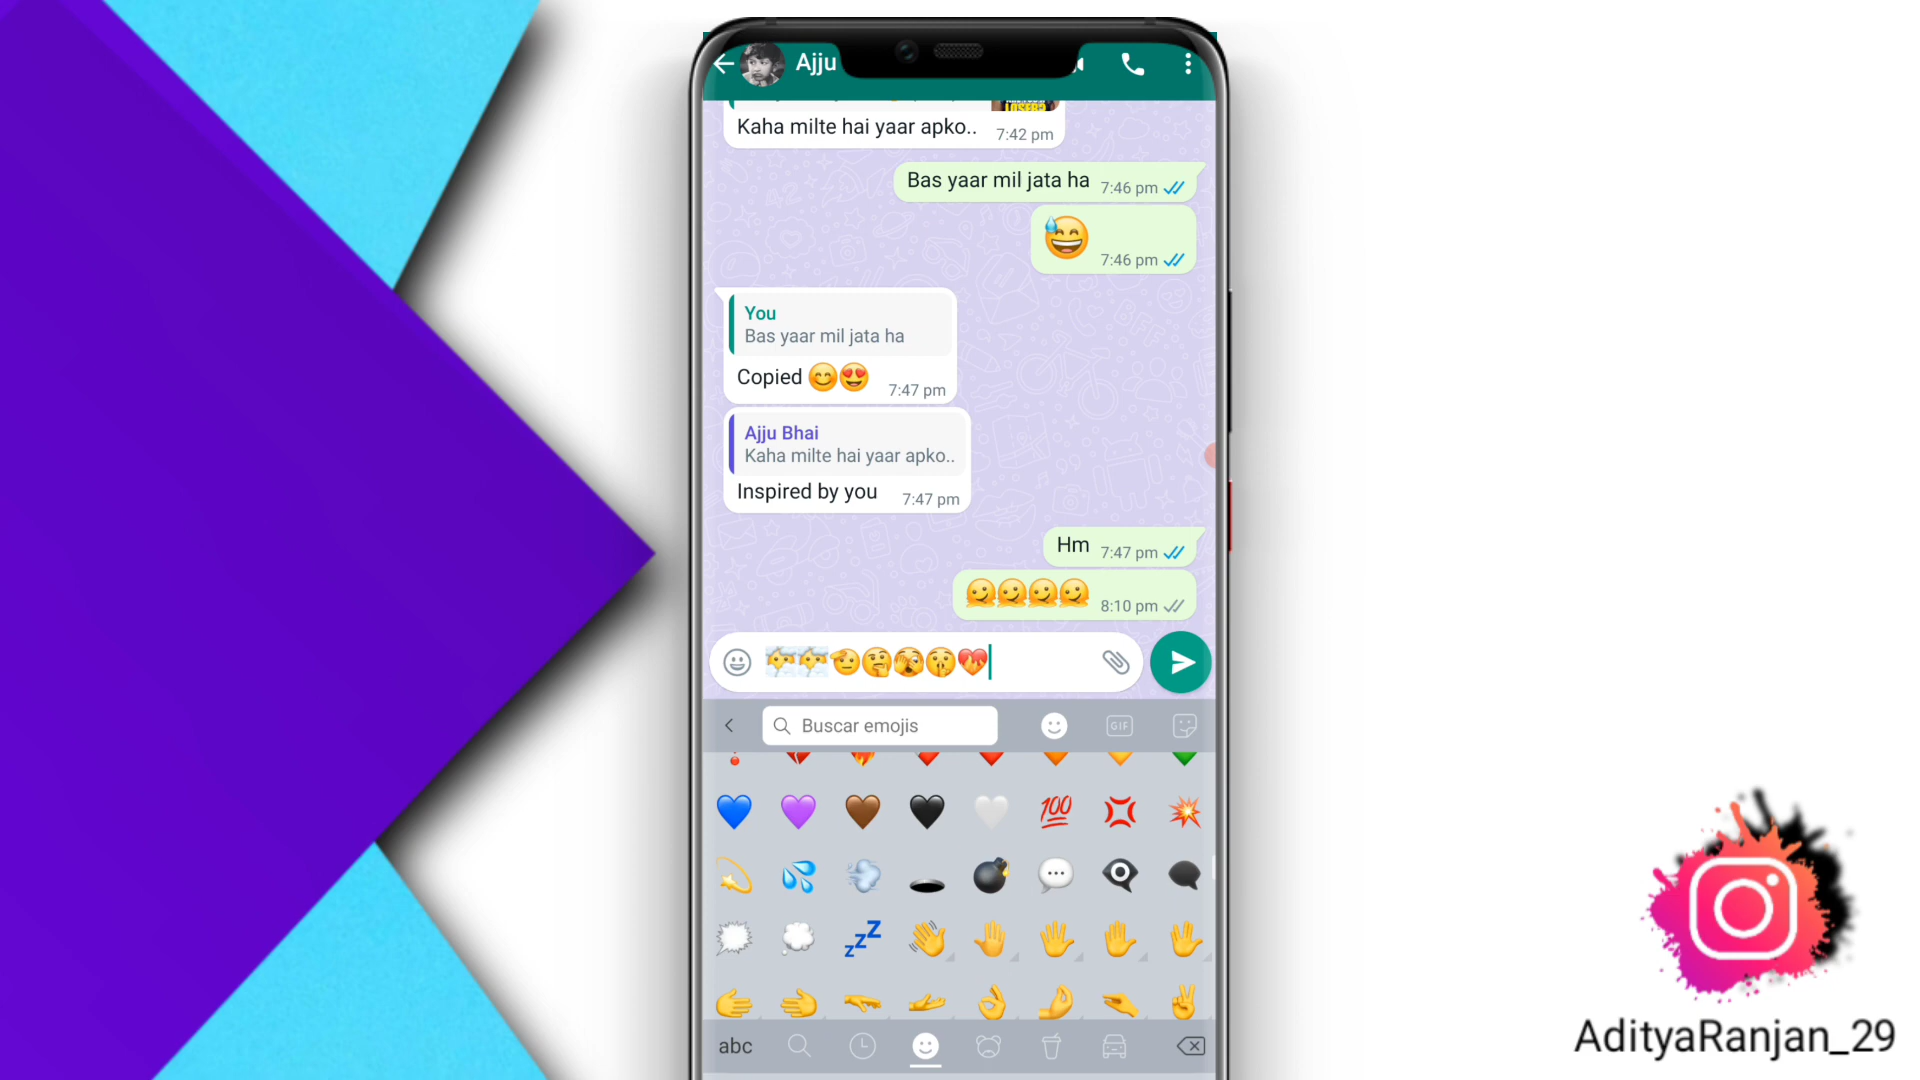 Ajju
LOSER?
Kaha milte hai yaar apko.. 7:42 pm
Bas yaar mil jata ha 7:46 pm
😅
7:46 pm
You
Bas yaar mil jata ha
Copied 😊😍 7:47 pm
Ajju Bhai
Kaha milte hai yaar apko..
Inspired by you 7:47 pm
Hm 7:47 pm
8:10 pm
Buscar emojis
GIF
100
zzZ
abc
AdityaRanjan_29